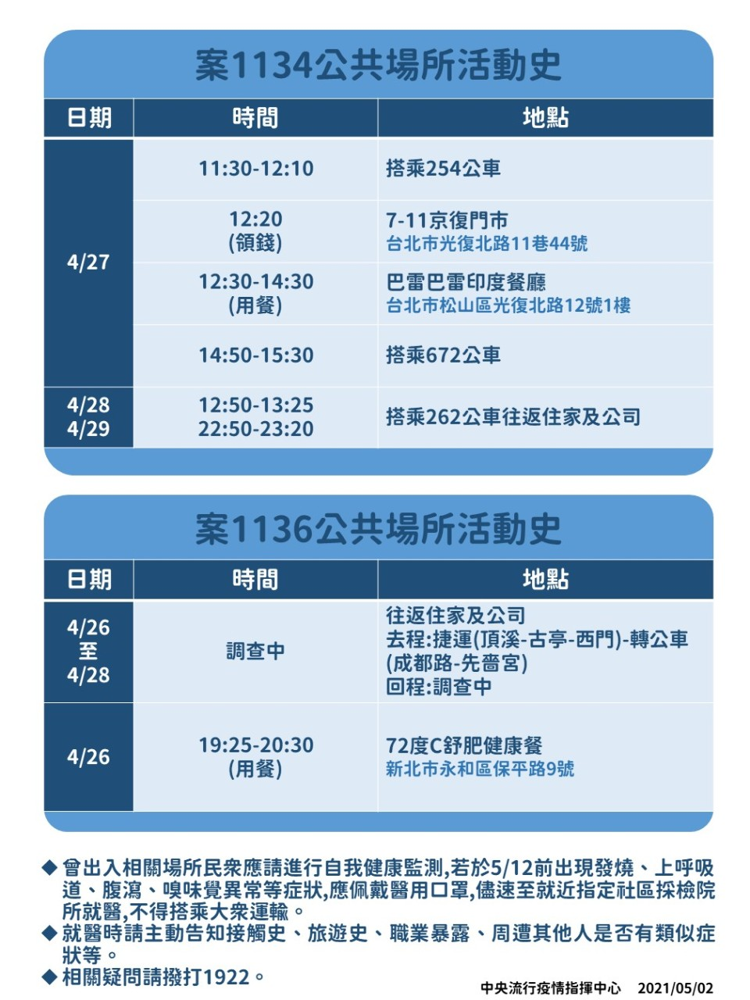 案1134公共場所活動史
日期 時間 地點
4/27
11:30-12:10
搭乘254公車
12:20
(領錢)
7-11京復門市
台北市光復北路11巷44號
12:30-14:30
(用餐)
巴雷巴雷印度餐廳
台北市松山區光復北路12號1樓
14:50-15:30
搭乘672公車
4/28
4/29
12:50-13:25
22:50-23:20
搭乘262公車往返住家及公司
案1136公共場所活動史
日期 時間 地點
4/26
至
4/28
調查中
往返住家及公司
去程:捷運(頂溪-古亭-西門)-轉公車
(成都路-先嗇宮)
回程:調查中
4/26
19:25-20:30
(用餐)
72度C舒肥健康餐
新北市永和區保平路9號
◆曾出入相關場所民眾應請進行自我健康監測,若於5/12前出現發燒、上呼吸
道、腹瀉、嗅味覺異常等症狀,應佩戴醫用口罩,儘速至就近指定社區採檢院
所就醫,不得搭乘大眾運輸。
◆就醫時請主動告知接觸史、旅遊史、職業暴露、周遭其他人是否有類似症
狀等。
◆相關疑問請撥打1922。
中央流行疫情指揮中心 2021/05/02